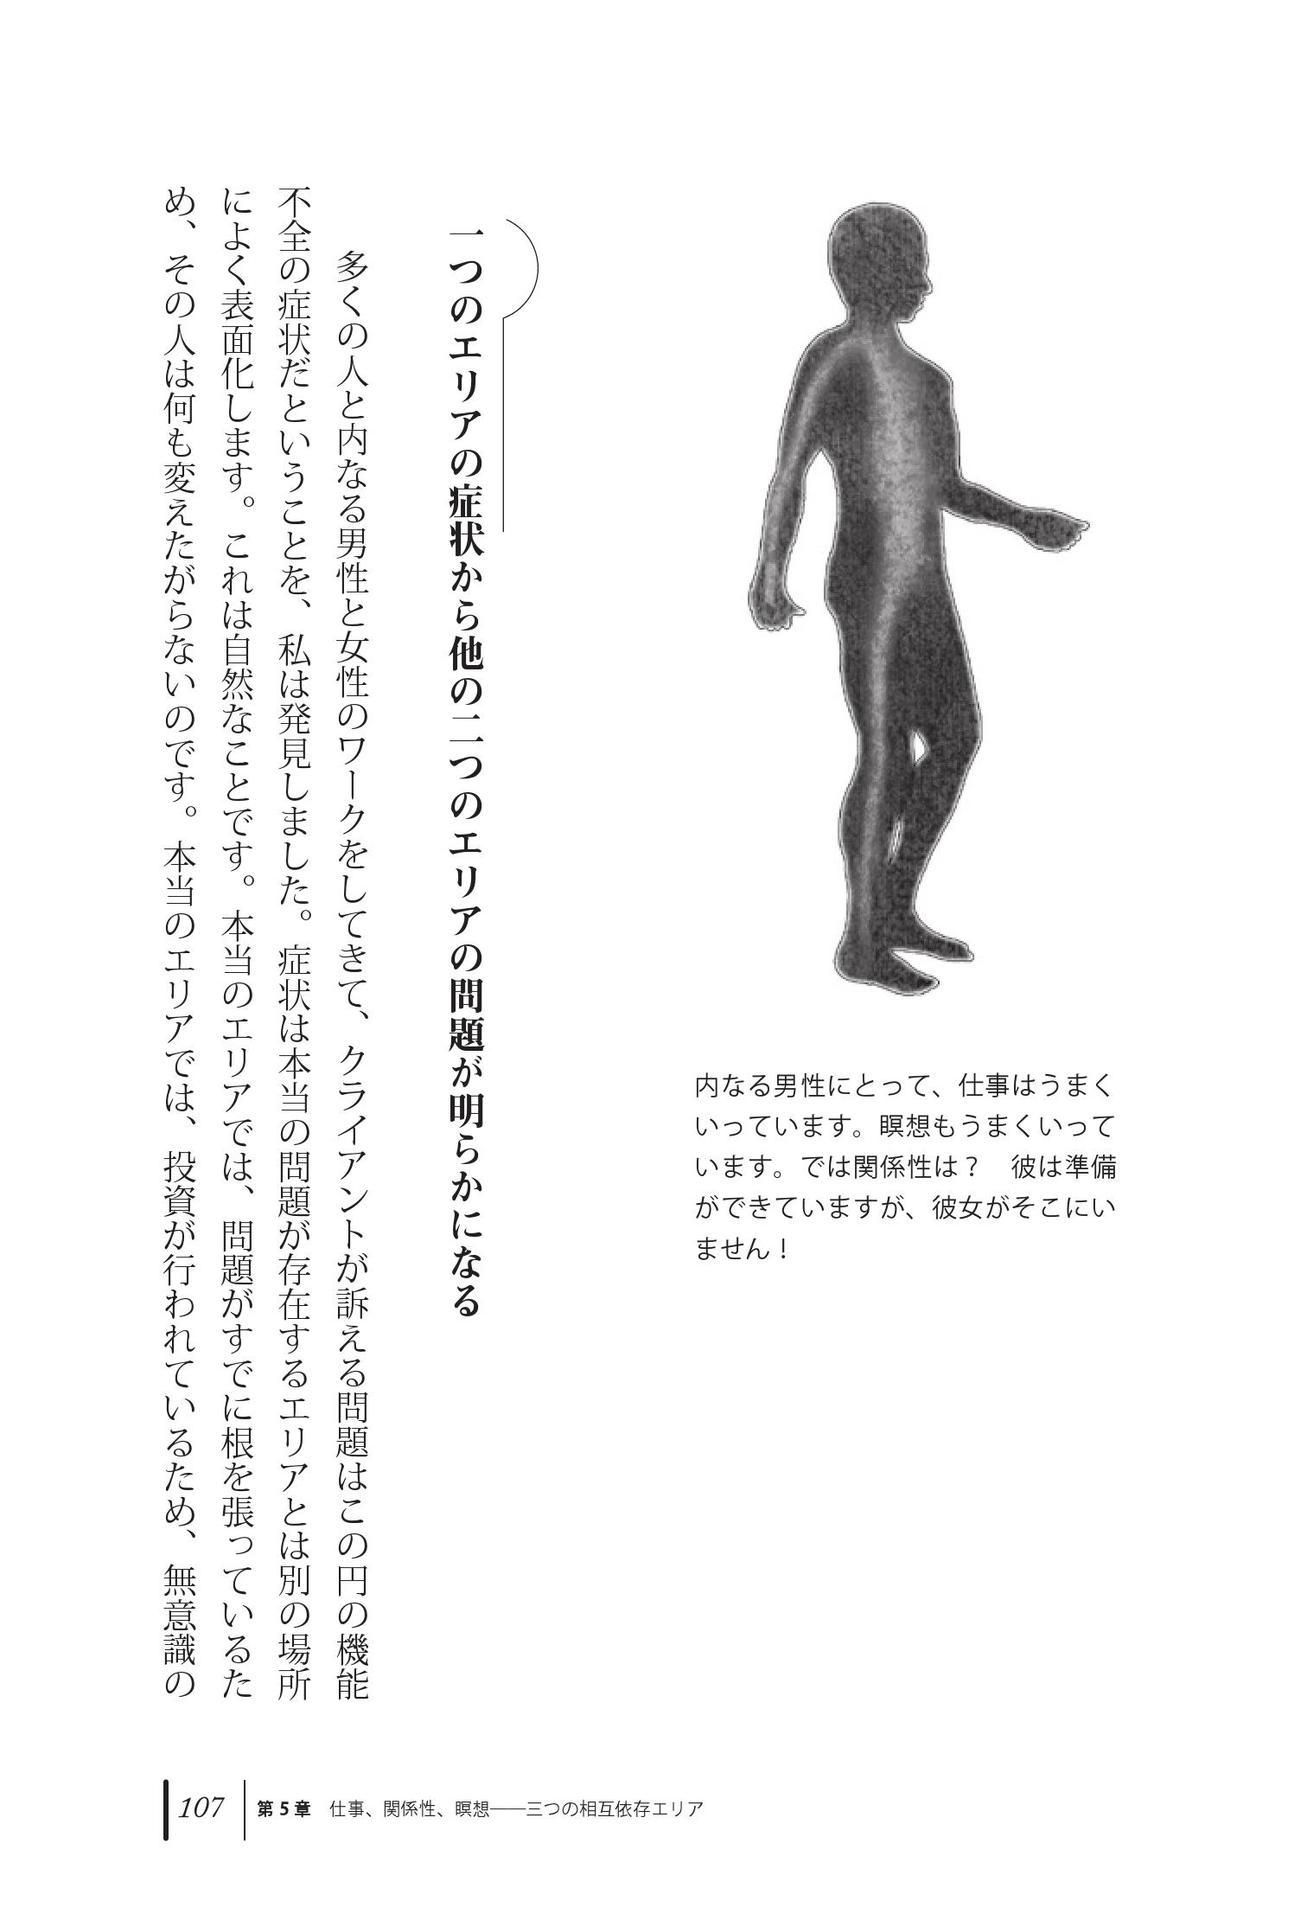 内なる男性にとって、仕事はうまく
いっています。瞑想もうまくいって
います。では関係性は？　彼は準備
ができていますが、彼女がそこにい
ません！
一つのエリアの症状から他の二つのエリアの問題が明らかになる
多くの人と内なる男性と女性のワークをしてきて、クライアントが訴える問題はこの円の機能
不全の症状だということを、私は発見しました。症状は本当の問題が存在するエリアとは別の場所
によく表面化します。これは自然なことです。本当のエリアでは、問題がすでに根を張っているた
め、その人は何も変えたがらないのです。本当のエリアでは、投資が行われているため、無意識の
107 第5章　仕事、関係性、瞑想――三つの相互依存エリア